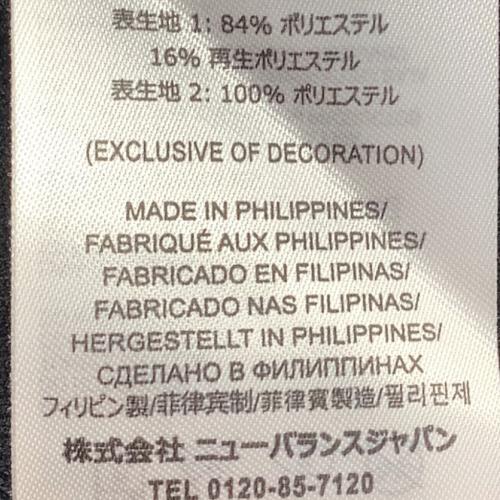 表生地 1: 84% ポリエステル
16% 再生ポリエステル
表生地 2: 100% ポリエステル
(EXCLUSIVE OF DECORATION)
MADE IN PHILIPPINES/
FABRIQUÉ AUX PHILIPPINES/
FABRICADO EN FILIPINAS/
FABRICADO NAS FILIPINAS/
HERGESTELLT IN PHILIPPINES/
СДЕЛАНО В ФИЛИППИНАХ
フィリピン製/菲律宾制/菲律賓製造/필리핀제
株式会社 ニューバランスジャパン
TEL 0120-85-7120